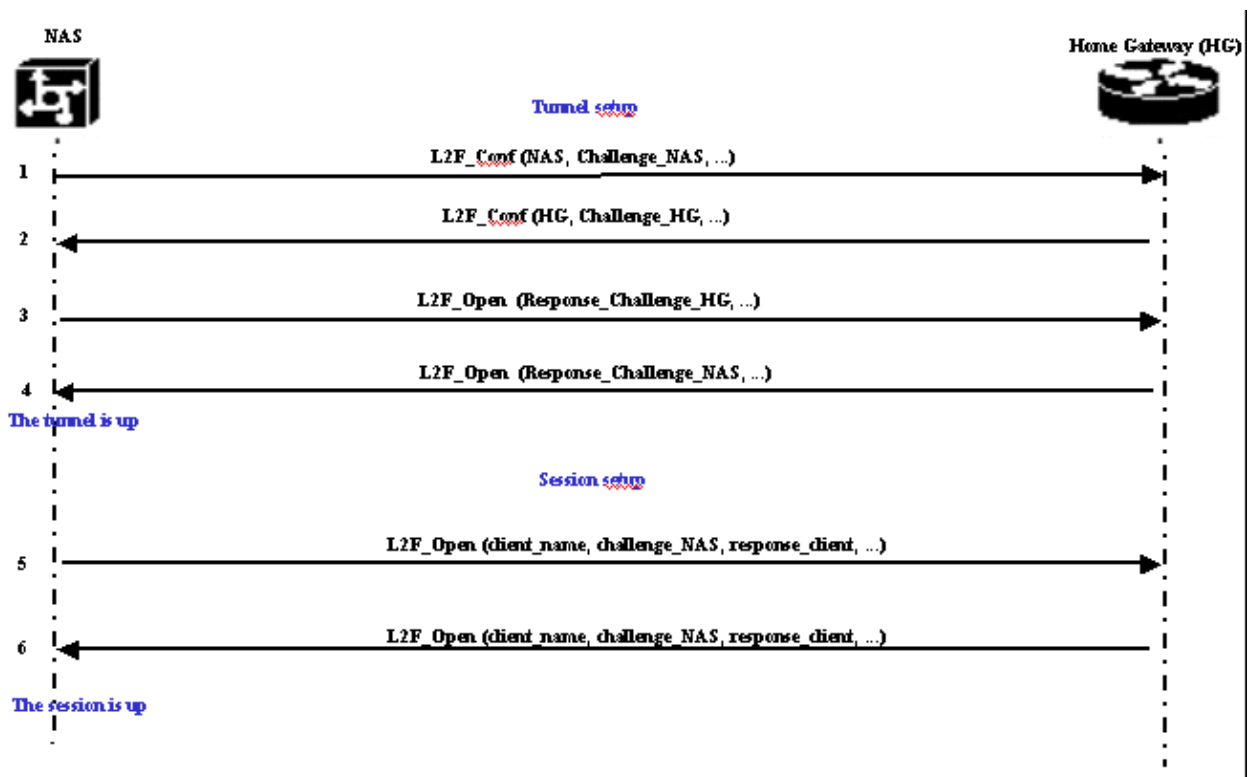 NAS
Home Gateway (HG)
Tunnel setup
L2F_Conf (NAS, Challenge_NAS, ...)
1
L2F_Conf (HG, Challenge_HG, ...)
2
L2F_Open (Response_Challenge_HG, ...)
3
L2F_Open (Response_Challenge_NAS, ...)
4
The tunnel is up
Session setup
L2F_Open (client_name, challenge_NAS, response_client, ...)
5
L2F_Open (client_name, challenge_NAS, response_client, ...)
6
The session is up